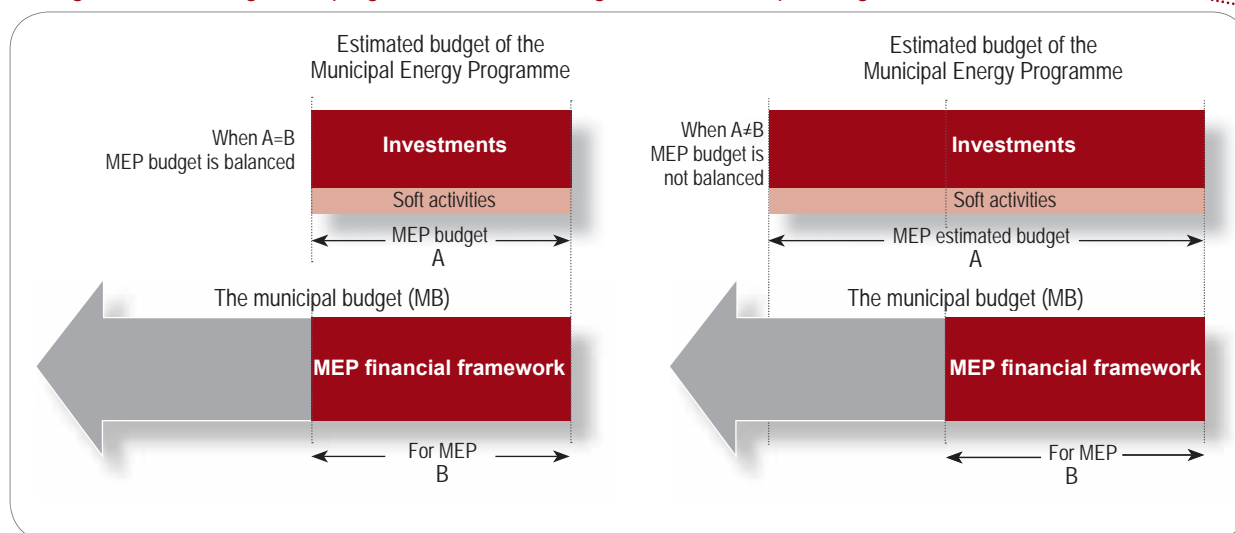 Estimated budget of the
Municipal Energy Programme
When A=B
MEP budget is balanced
Investments
Soft activities
MEP budget
A
The municipal budget (MB)
MEP financial framework
For MEP
B
Estimated budget of the
Municipal Energy Programme
When A≠B
MEP budget is
not balanced
Investments
Soft activities
MEP estimated budget
A
The municipal budget (MB)
MEP financial framework
For MEP
B